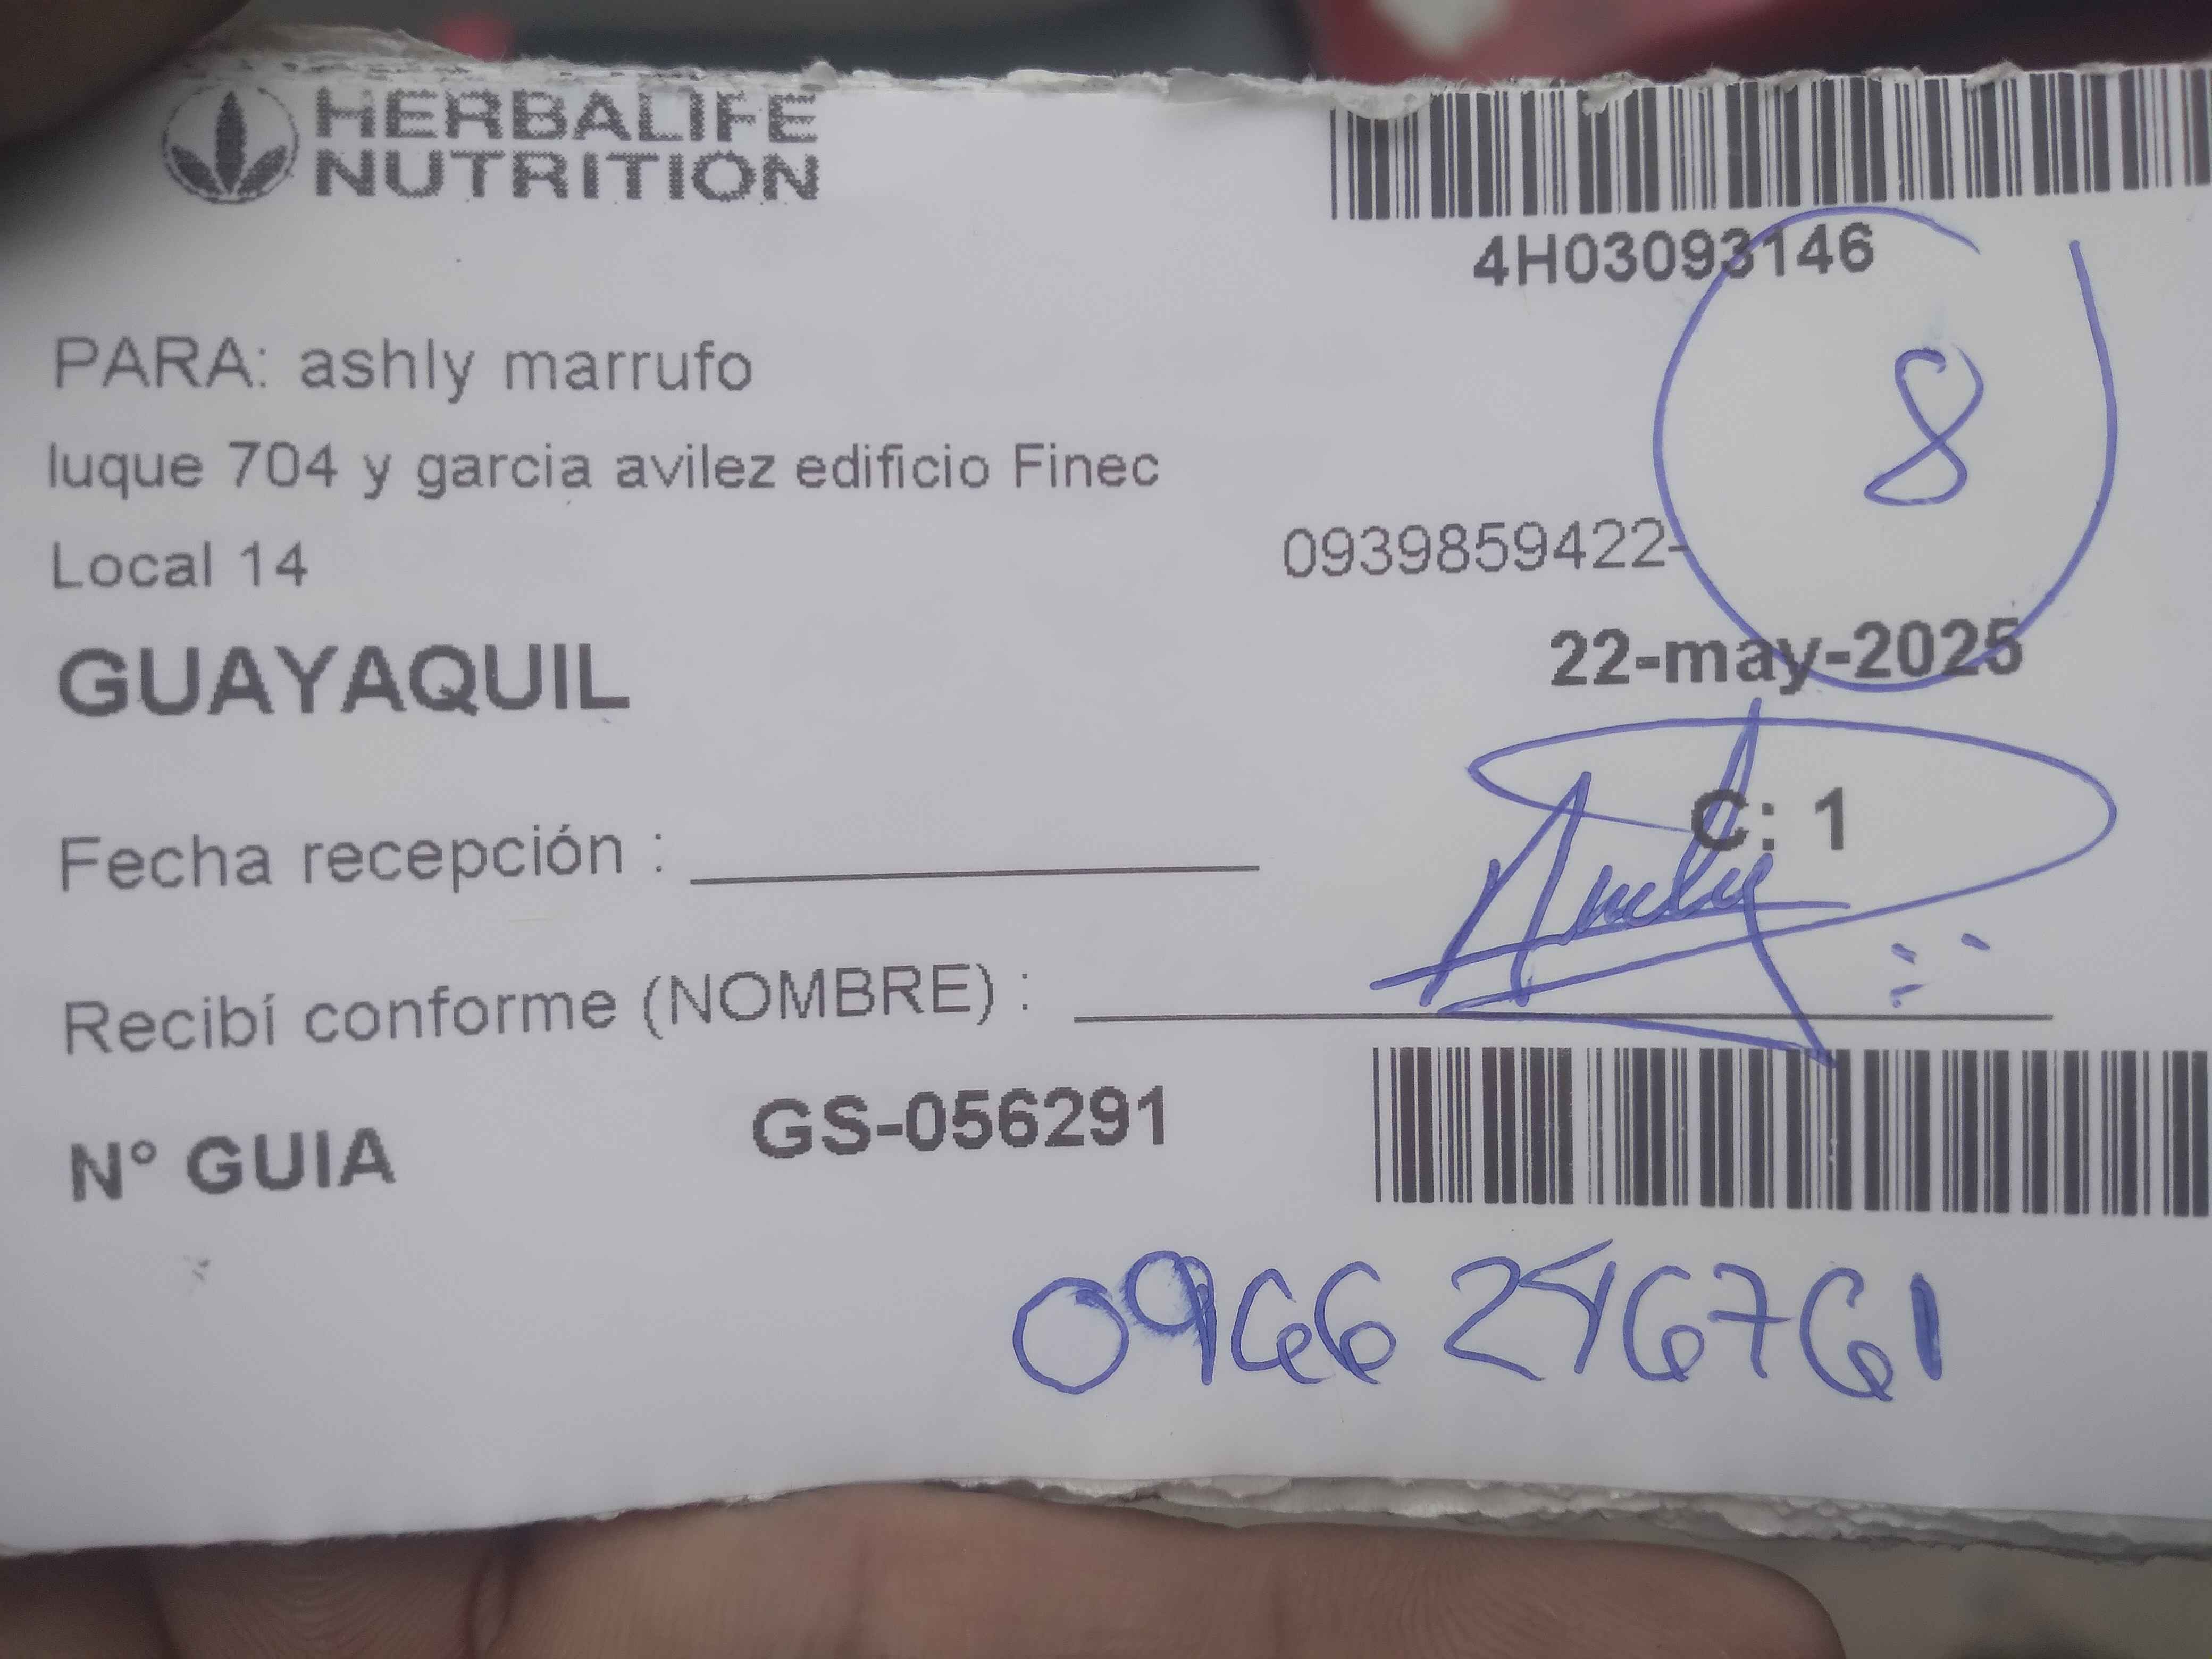 HERBALIFE
NUTRITION
4H03093146
8
PARA: ashly marrufo
luque 704 y garcia avilez edificio Finec
Local 14
0939859422-
GUAYAQUIL
22-may-2025
C: 1
Fecha recepción :
Recibí conforme (NOMBRE) :
N° GUIA
GS-056291
0966246761